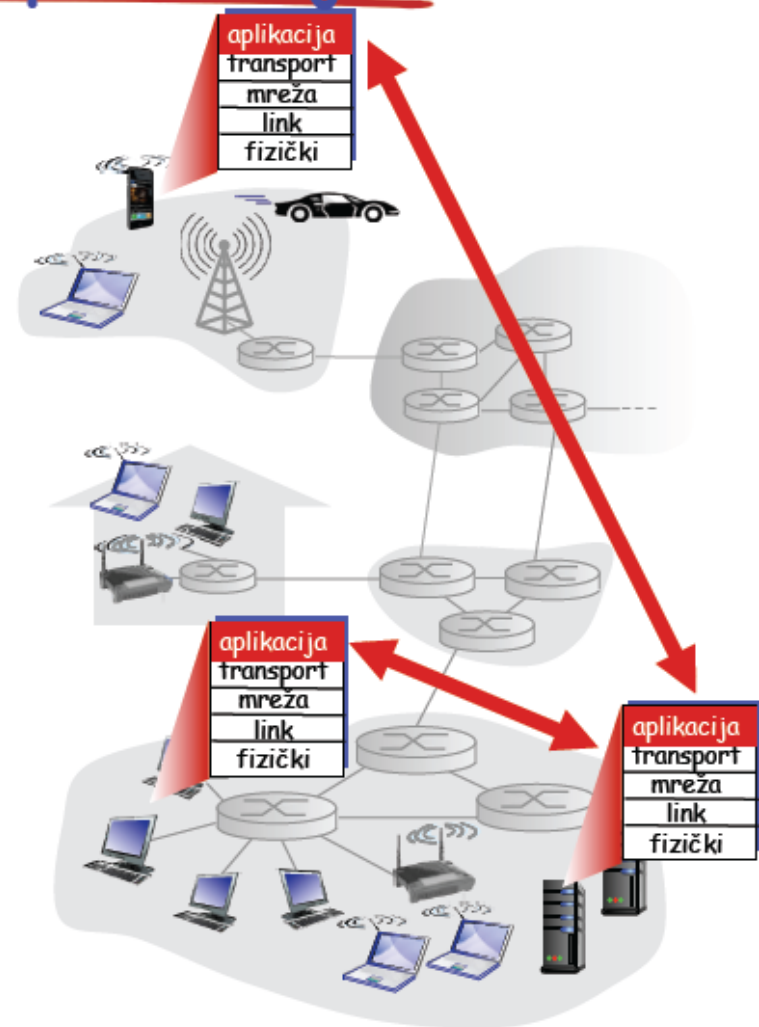 aplikacija
transport
mreža
link
fizički
aplikacija
transport
mreža
link
fizički
aplikacija
transport
mreža
link
fizički